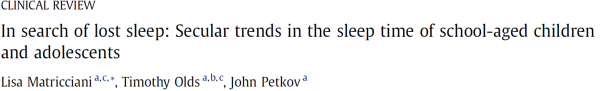 CLINICAL REVIEW
In search of lost sleep: Secular trends in the sleep time of school-aged children
and adolescents
Lisa Matricciani a,c,*, Timothy Olds a,b,c, John Petkov a